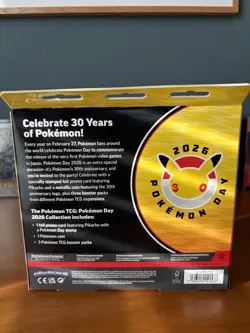 Celebrate 30 Years
of Pokémon!
Every year on February 27, Pokémon fans around
the world celebrate Pokémon Day to commemorate
the release of the very first Pokémon video games
in Japan. Pokémon Day 2026 is an extra-special
occasion—it's Pokémon's 30th anniversary, and
you're invited to the party! Celebrate with a
specially stamped foil promo card featuring
Pikachu and a metallic coin featuring the 30th
anniversary logo, plus three booster packs
from different Pokémon TCG expansions.
The Pokémon TCG: Pokémon Day
2026 Collection includes:
1 foil promo card featuring Pikachu with
a Pokémon Day stamp
1 Pokémon coin
3 Pokémon TCG booster packs
2026
30
POKÉMON DAY